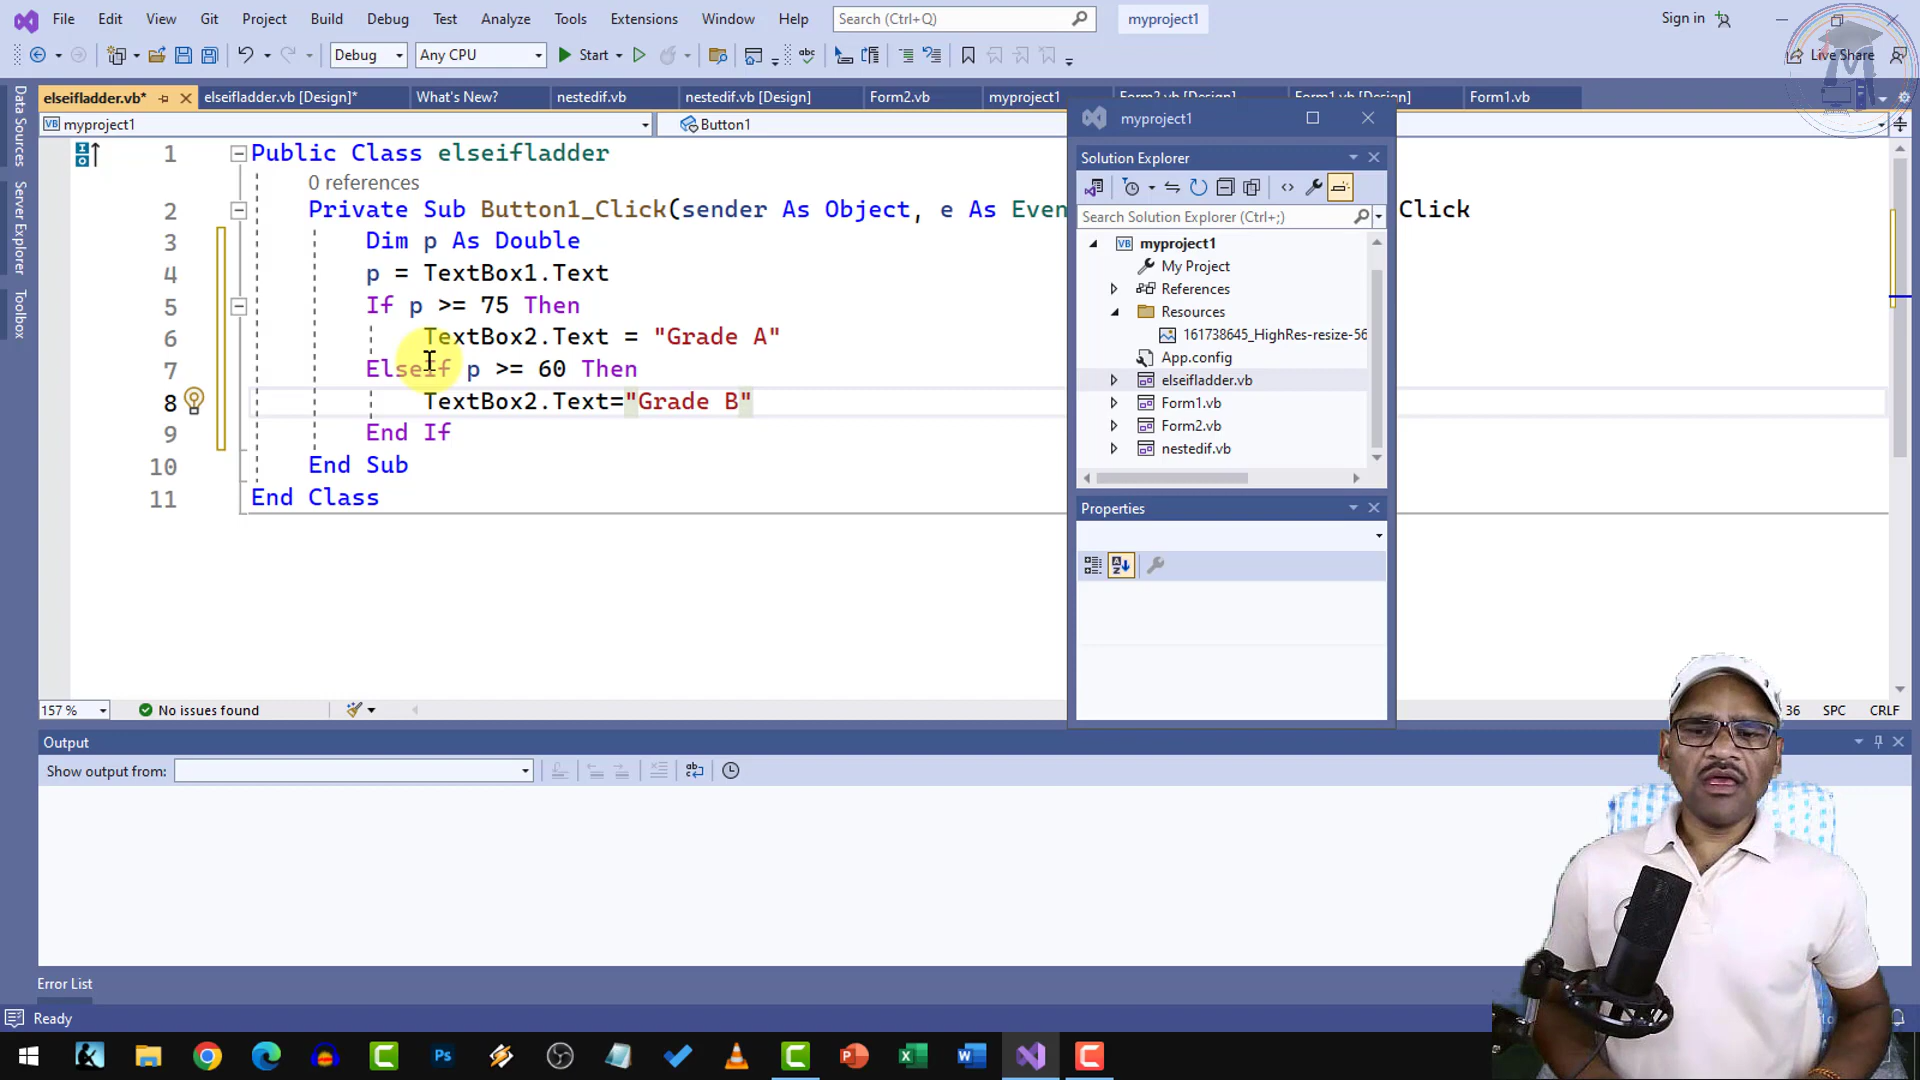 File Edit View Git Project Build Debug Test Analyze Tools Extensions Window Help Search (Ctrl+Q) myproject1 Sign in
Debug Any CPU Start Live Share
elseifladder.vb* elseifladder.vb [Design]* What's New? nestedif.vb nestedif.vb [Design] Form2.vb myproject1 Form2.vb [Design] Form1.vb [Design] Form1.vb
myproject1 Button1
Data Sources
Server Explorer
Toolbox
1 Public Class elseifladder
0 references
2 Private Sub Button1_Click(sender As Object, e As Even Click
3 Dim p As Double
4 p = TextBox1.Text
5 If p >= 75 Then
6 TextBox2.Text = "Grade A"
7 ElseIf p >= 60 Then
8 TextBox2.Text="Grade B"
9 End If
10 End Sub
11 End Class
myproject1
Solution Explorer
Search Solution Explorer (Ctrl+;)
VB myproject1
My Project
References
Resources
161738645_HighRes-resize-56
App.config
elseifladder.vb
Form1.vb
Form2.vb
nestedif.vb
Properties
157 % No issues found 36 SPC CRLF
Output
Show output from:
Error List
Ready